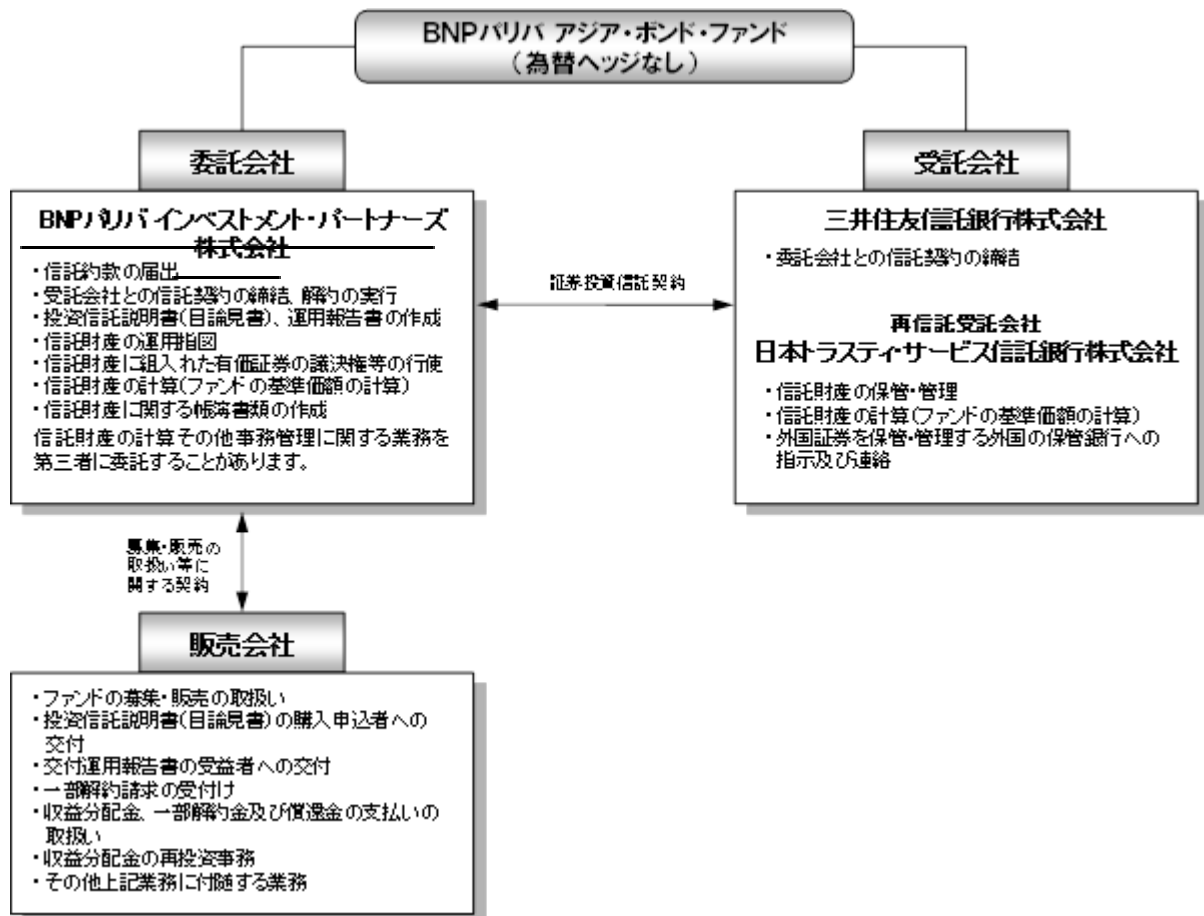 BNPパリバ アジア・ボンド・ファンド
(為替ヘッジなし)
委託会社
BNPパリバ インベストメント・パートナーズ
株式会社
・信託約款の届出
・受託会社との信託契約の締結、解約の実行
・投資信託説明書(目論見書)、運用報告書の作成
・信託財産の運用指図
・信託財産に組入れた有価証券の議決権等の行使
・信託財産の計算(ファンドの基準価額の計算)
・信託財産に関する帳簿書類の作成
信託財産の計算その他事務管理に関する業務を
第三者に委託することがあります。
証券投資信託契約
受託会社
三井住友信託銀行株式会社
・委託会社との信託契約の締結
再信託受託会社
日本トラスティ・サービス信託銀行株式会社
・信託財産の保管・管理
・信託財産の計算(ファンドの基準価額の計算)
・外国証券を保管・管理する外国の保管銀行への
指示及び連絡
募集・販売の
取扱い等に
関する契約
販売会社
・ファンドの募集・販売の取扱い
・投資信託説明書(目論見書)の購入申込者への
交付
・交付運用報告書の受益者への交付
・一部解約請求の受付け
・収益分配金、一部解約金及び償還金の支払いの
取扱い
・収益分配金の再投資事務
・その他上記業務に付随する業務